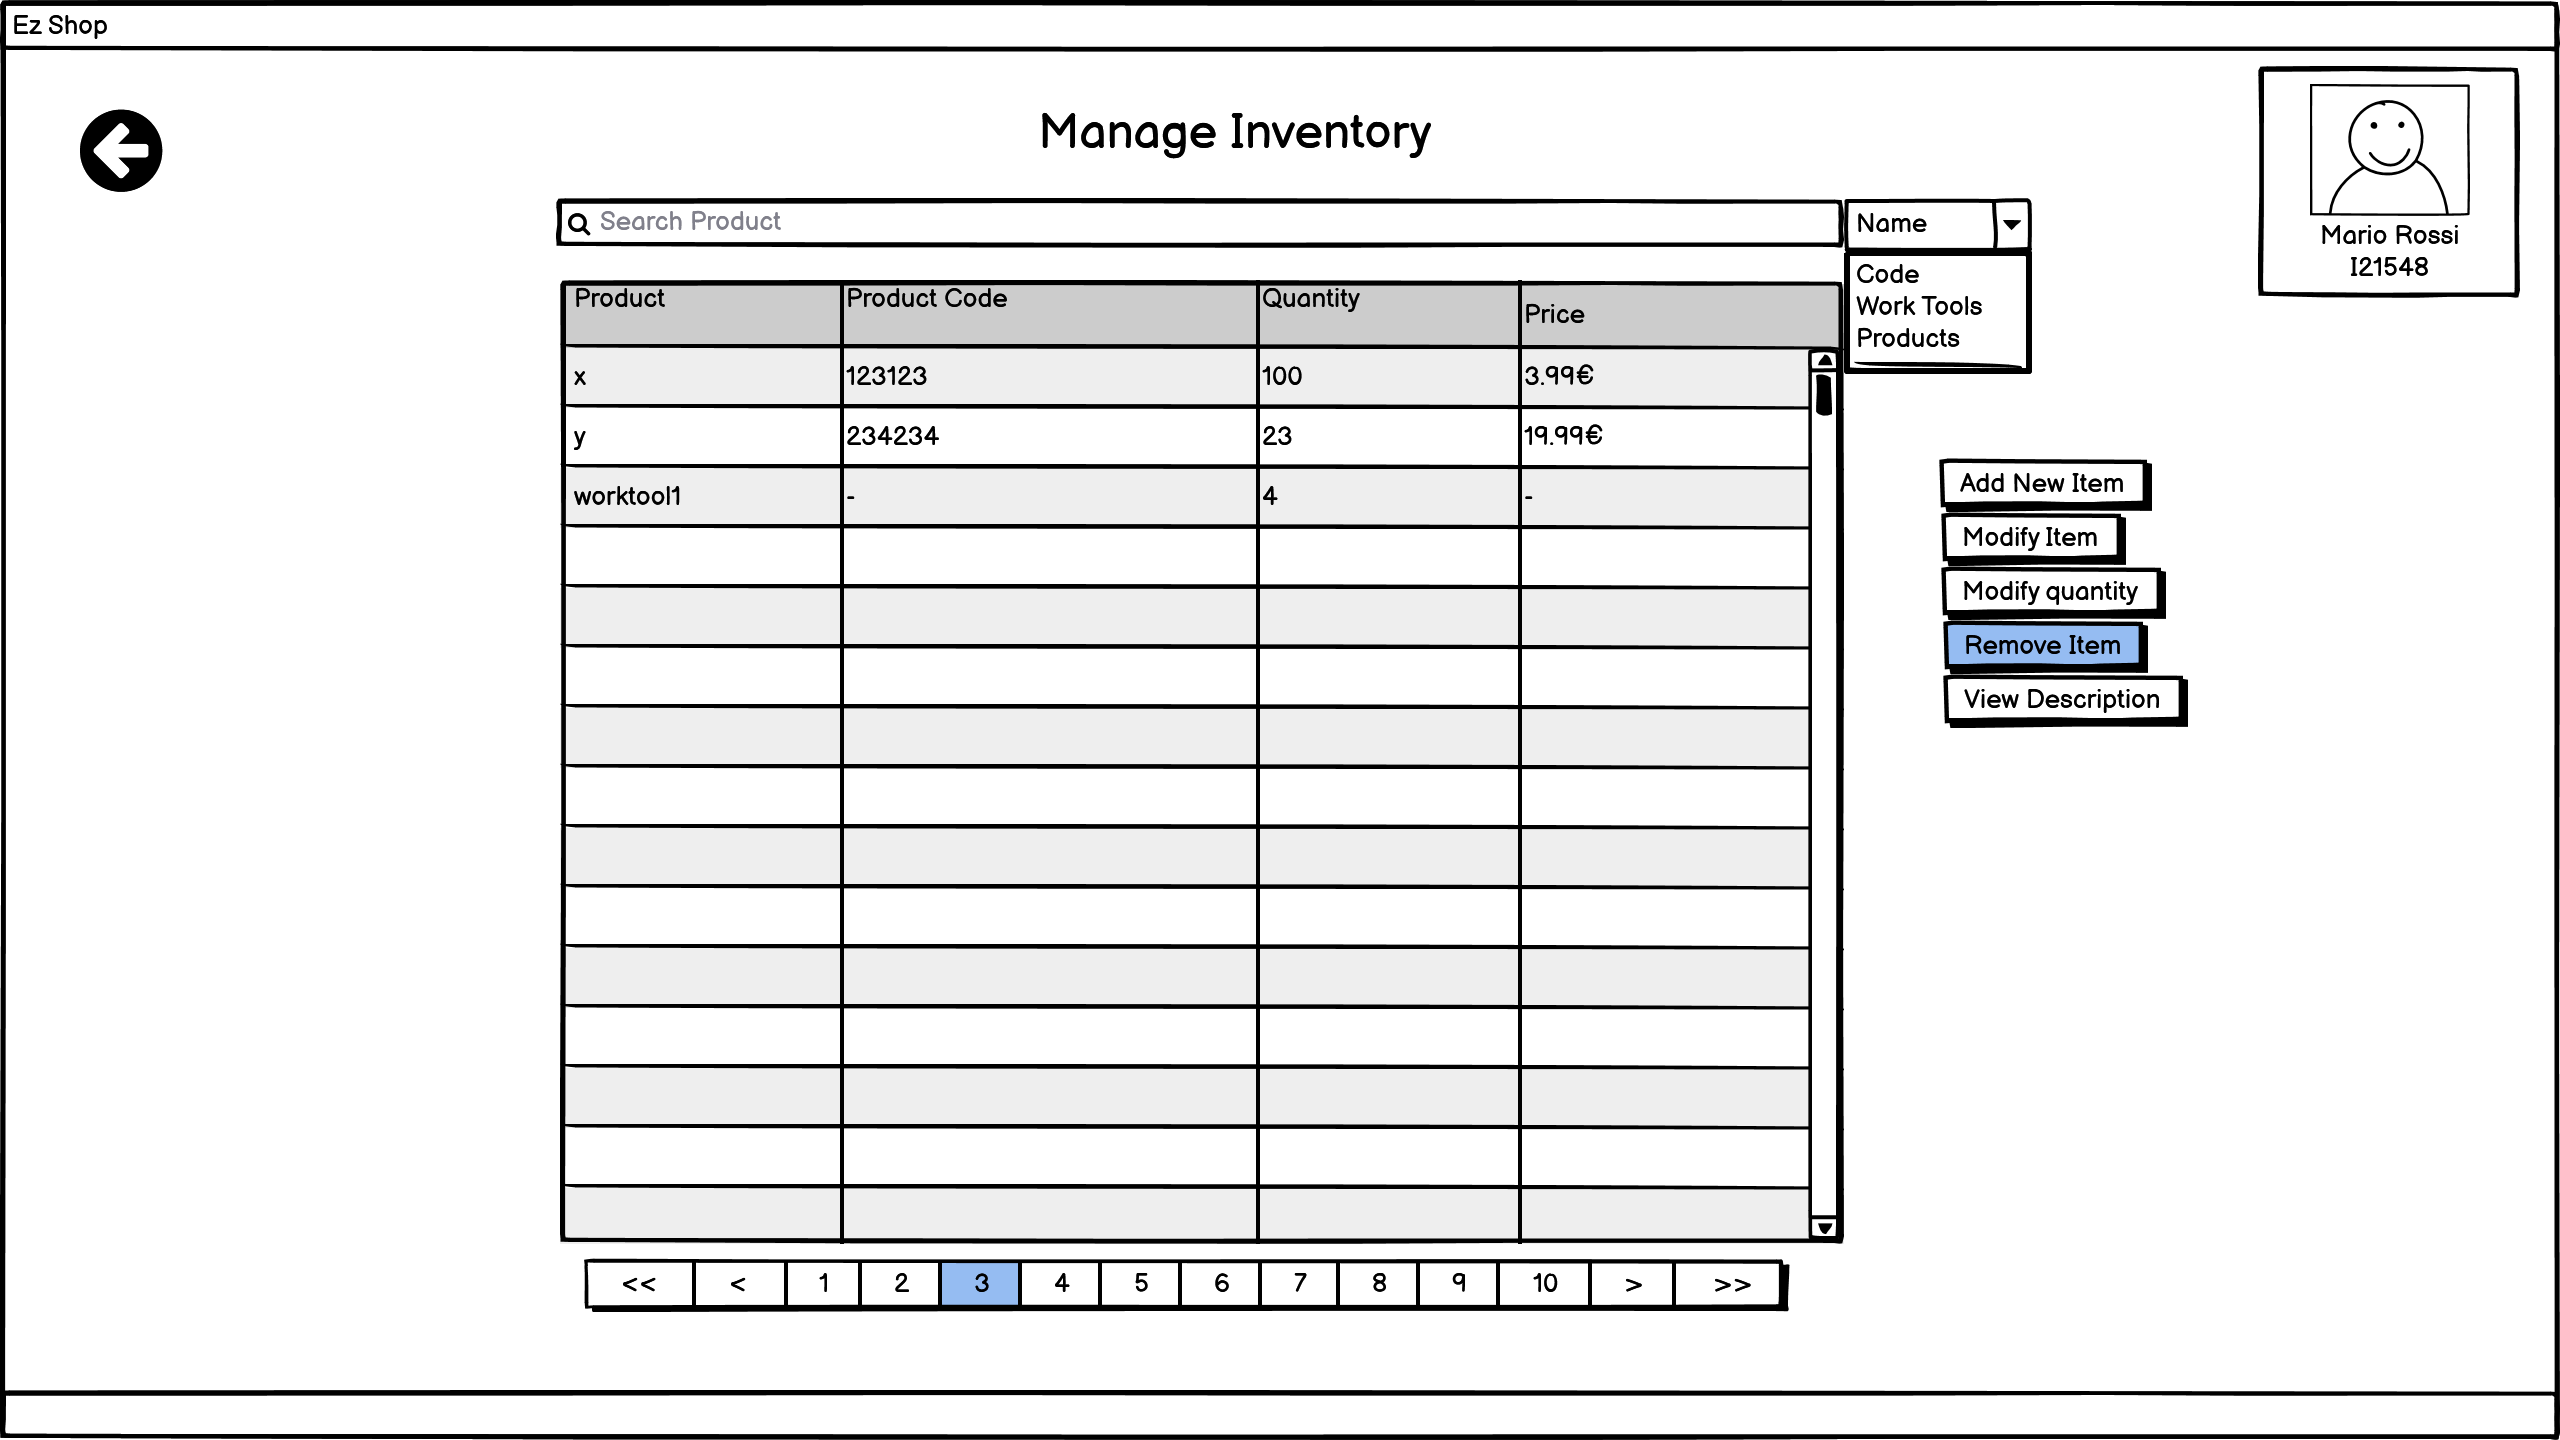 Ez Shop
Manage Inventory
Search Product
Name
Code
Work Tools
Products
Mario Rossi
I21548
Product Product Code Quantity Price
x 123123 100 3.99€
y 234234 23 19.99€
worktool1 - 4 -
Add New Item
Modify Item
Modify quantity
Remove Item
View Description
<< < 1 2 3 4 5 6 7 8 9 10 > >>